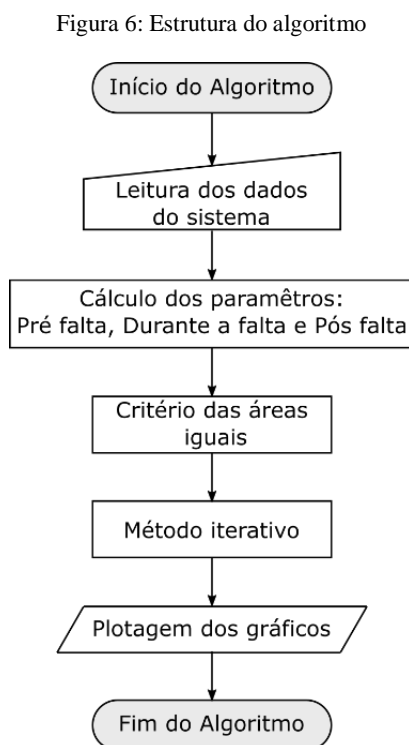 Figura 6: Estrutura do algoritmo
Início do Algoritmo
Leitura dos dados
do sistema
Cálculo dos paramêtros:
Pré falta, Durante a falta e Pós falta
Critério das áreas
iguais
Método iterativo
Plotagem dos gráficos
Fim do Algoritmo